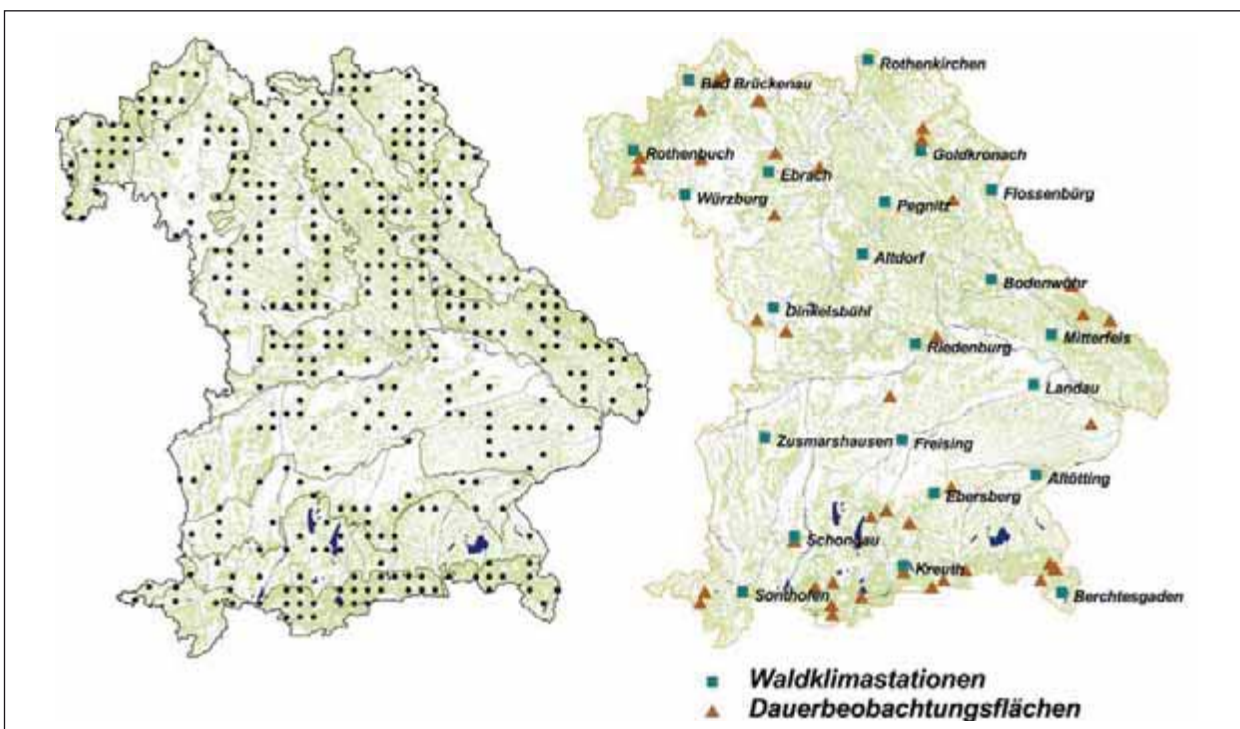 Rothenkirchen
Bad Brückenau
Rothenbuch
Goldkronach
Ebrach
Flossenbürg
Würzburg
Pegnitz
Altdorf
Bodenwöhr
Dinkelsbühl
Mitterfels
Riedenburg
Landau
Zusmarshausen
Freising
Altötting
Ebersberg
Schongau
Kreuth
Sonthofen
Berchtesgaden
Waldklimastationen
Dauerbeobachtungsflächen